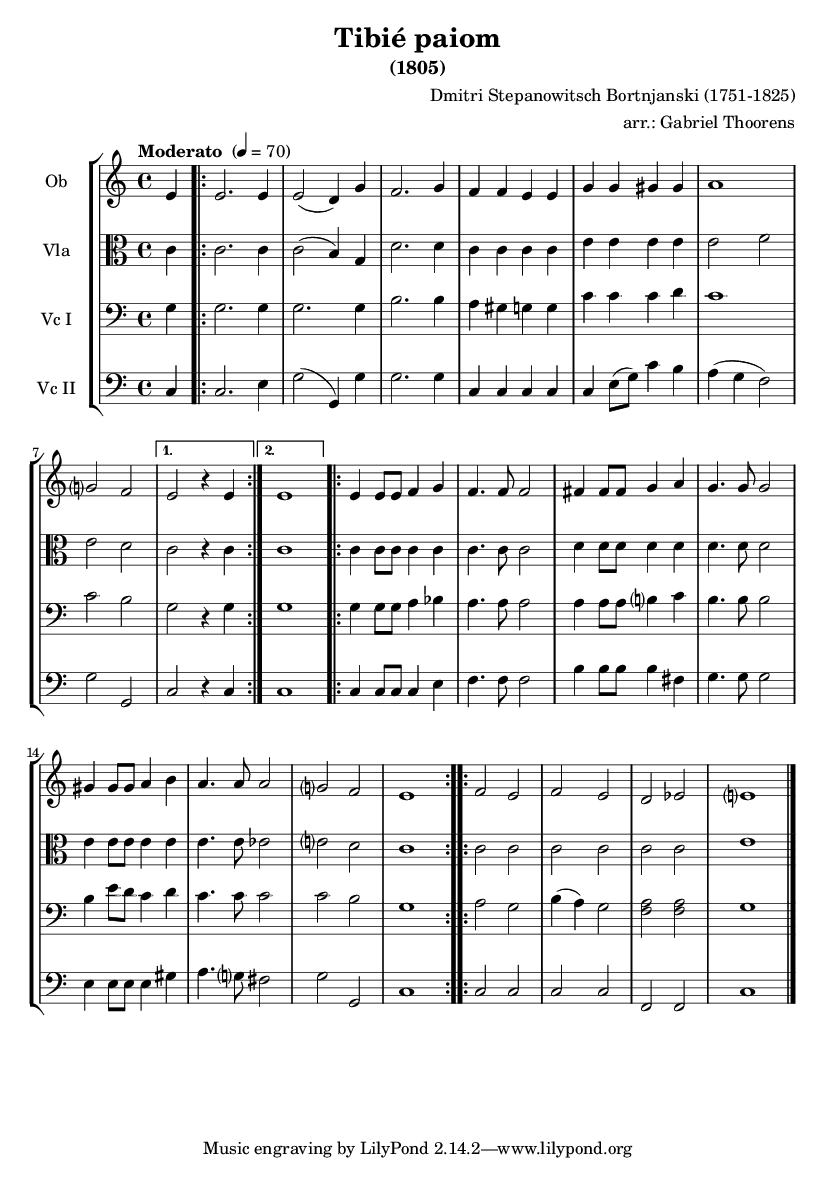 Tibié paiom
(1805)
Dmitri Stepanowitsch Bortnjanski (1751-1825)
arr.: Gabriel Thoorens
Moderato (♩ = 70)
Ob
Vla
Vc I
Vc II
7
1.
2.
14
Music engraving by LilyPond 2.14.2—www.lilypond.org